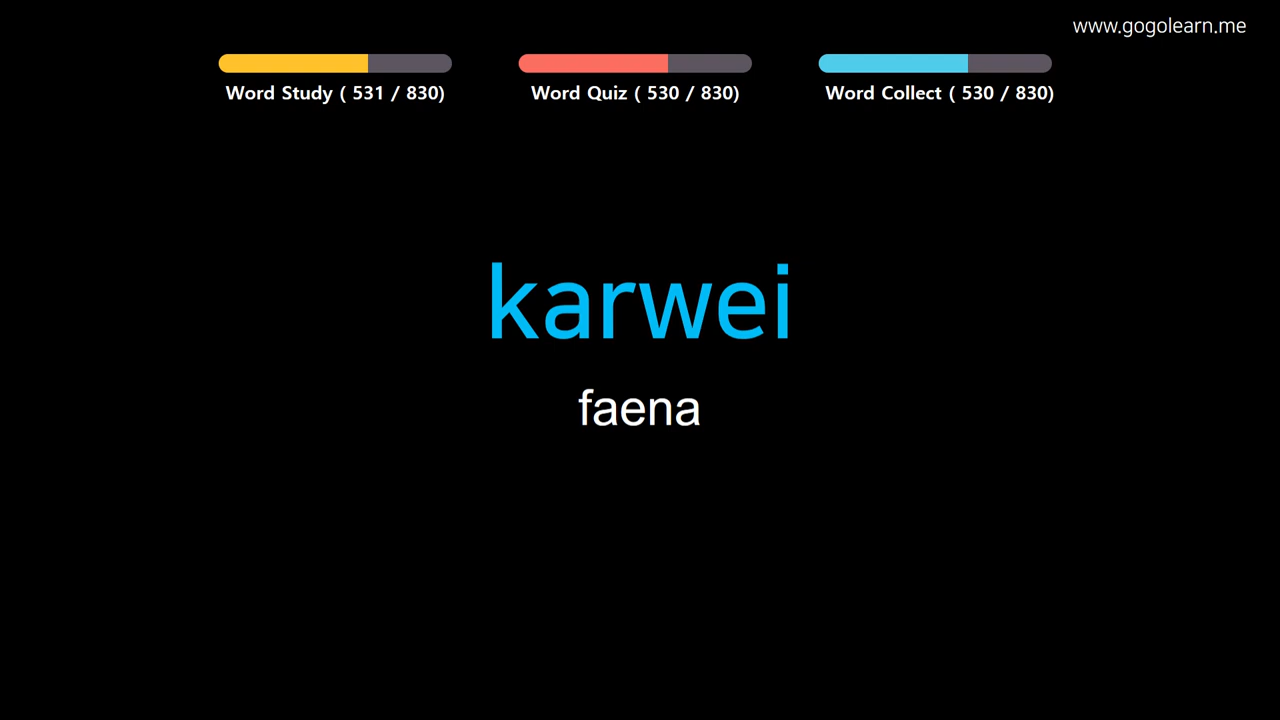 www.gogolearn.me
Word Study ( 531 / 830)
Word Quiz ( 530 / 830)
Word Collect ( 530 / 830)
karwei
faena